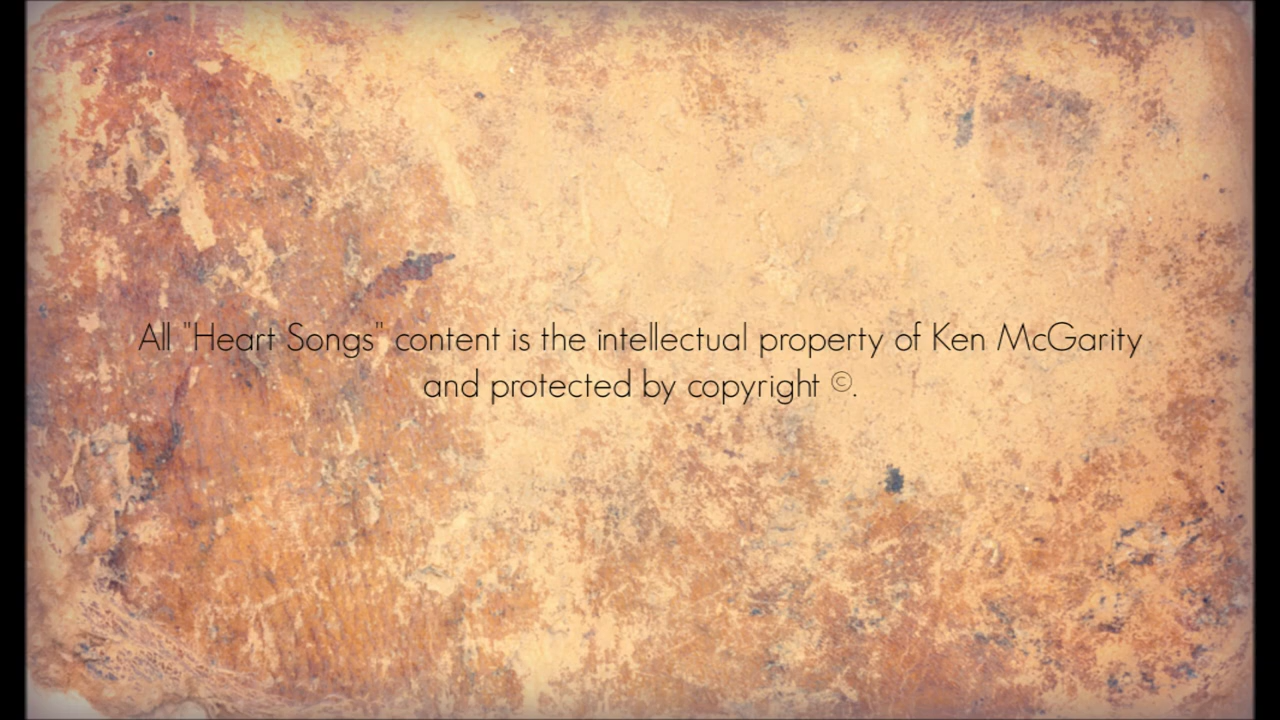 All "Heart Songs" content is the intellectual property of Ken McGarity
and protected by copyright ©.